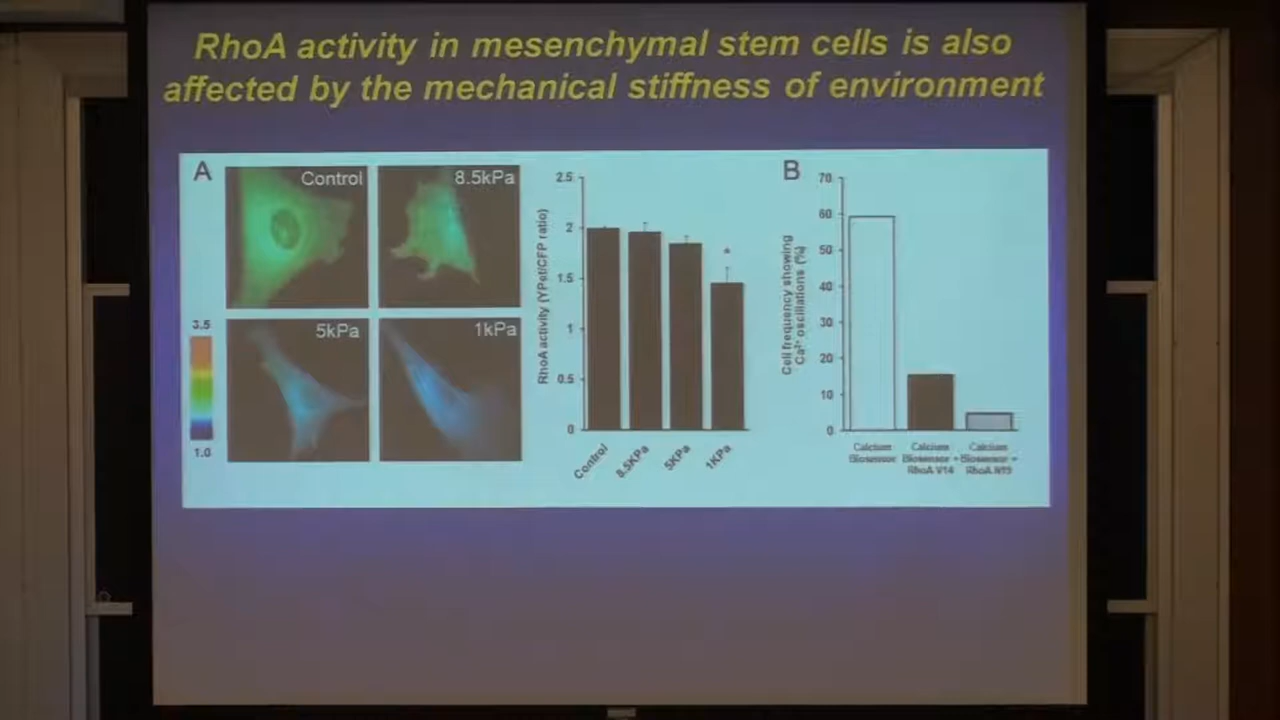 RhoA activity in mesenchymal stem cells is also
affected by the mechanical stiffness of environment
A
Control
8.5kPa
5kPa
1kPa
3.5
1.0
RhoA activity (YPet/CFP ratio)
2.5
2
1.5
1
0.5
0
*
Control
8.5KPa
5KPa
1KPa
B
Cell frequency showing
Ca²⁺ oscillations (%)
70
60
50
40
30
20
10
0
Calcium
Biosensor
Calcium
Biosensor +
RhoA V14
Calcium
Biosensor +
RhoA N19